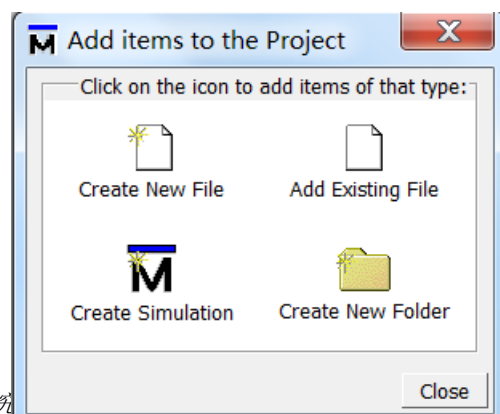 Add items to the Project
Click on the icon to add items of that type:
Create New File
Add Existing File
Create Simulation
Create New Folder
Close
究